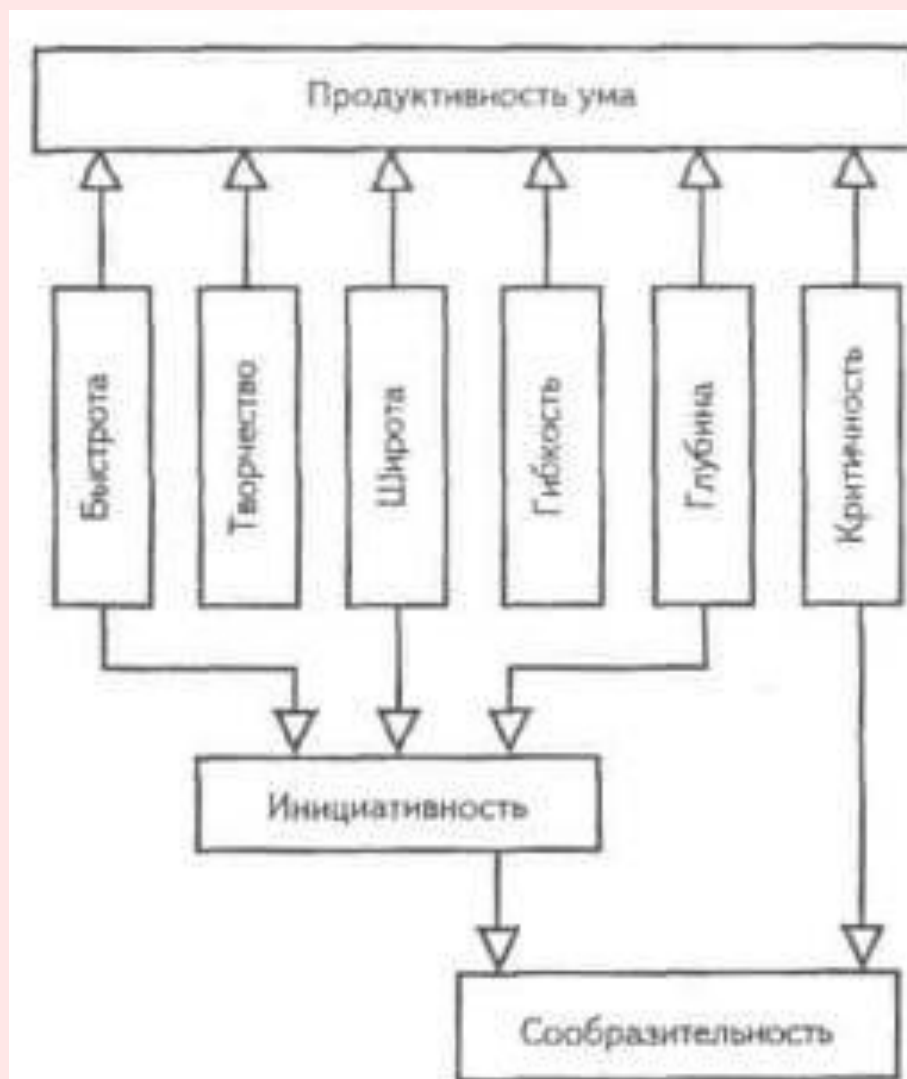 Продуктивность ума
Быстрота
Творчество
Широта
Гибкость
Глубина
Критичность
Инициативность
Сообразительность